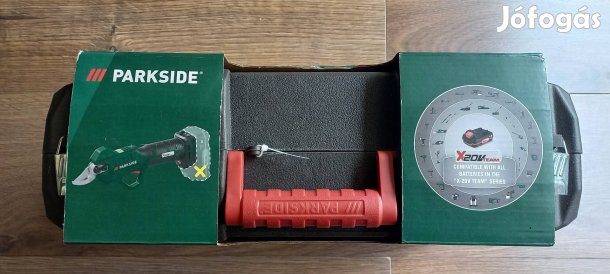 Jófogás
PARKSIDE®
PARKSIDE
X20V TEAM
COMPATIBLE WITH ALL
BATTERIES IN THE
"X-20V TEAM" SERIES
PARKSIDE